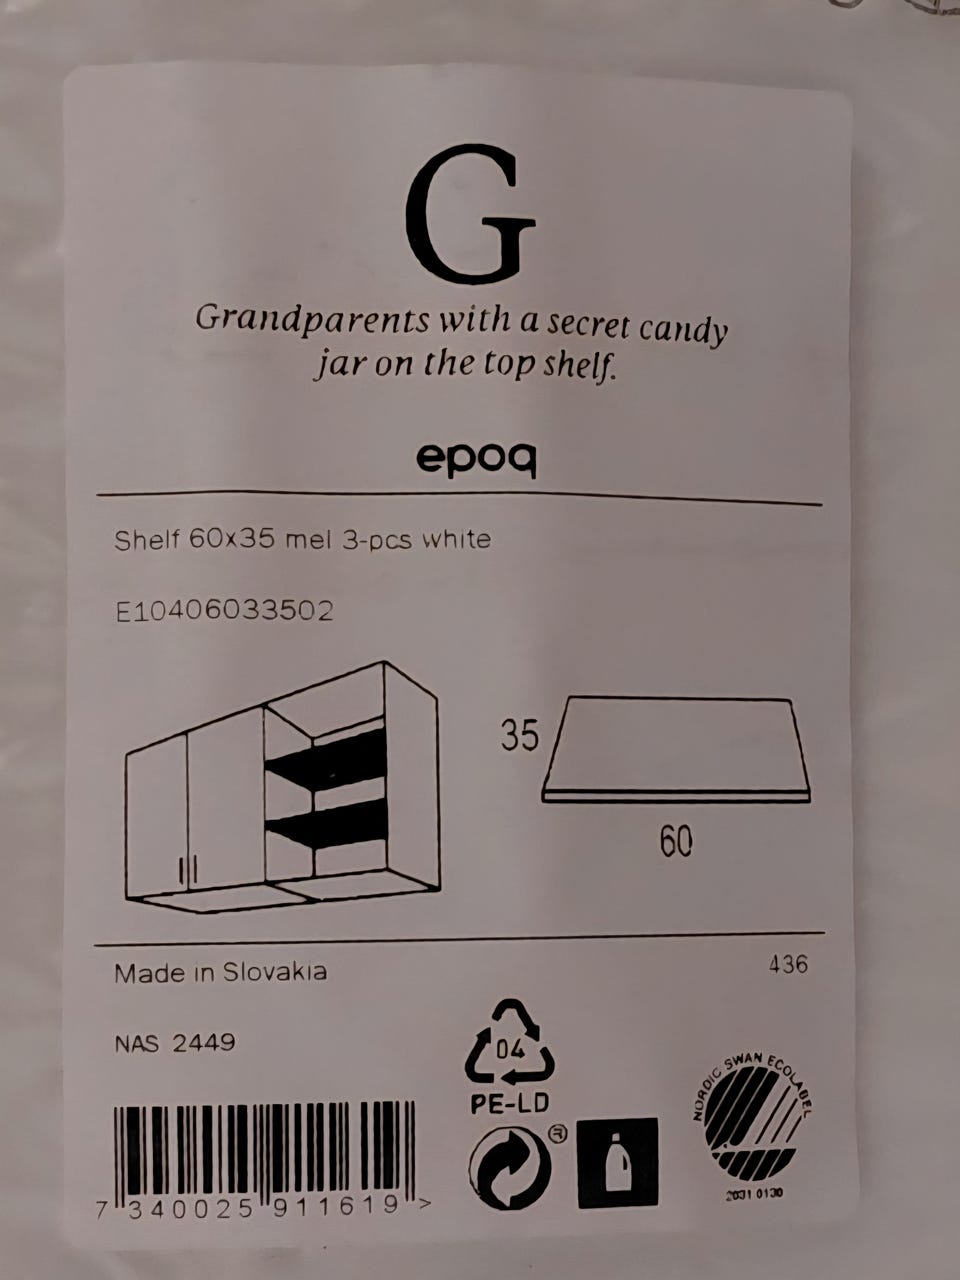 G
Grandparents with a secret candy
jar on the top shelf.
epoq
Shelf 60x35 mel 3-pcs white
E10406033502
35
60
Made in Slovakia
436
NAS 2449
04
PE-LD
®
NORDIC SWAN ECOLABEL
2031 0130
7 340025 911619 >